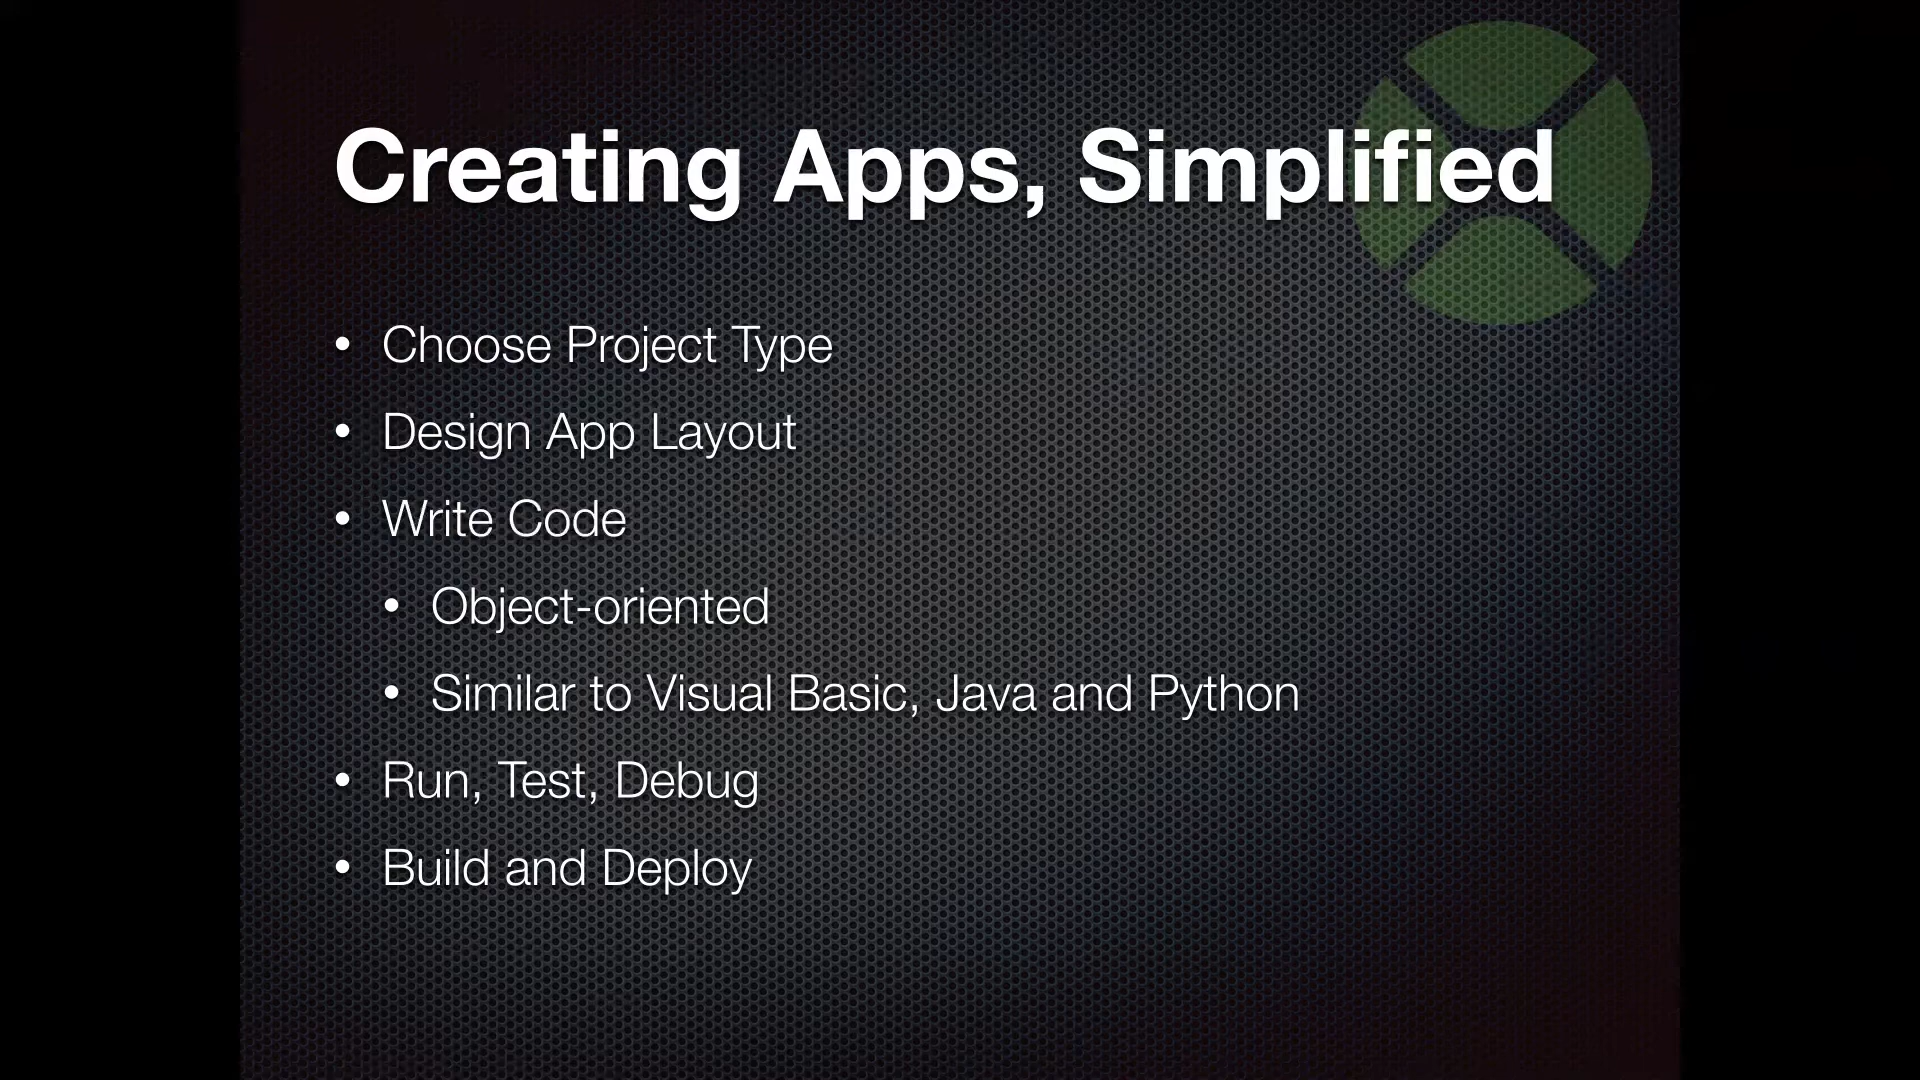 Creating Apps, Simplified
• Choose Project Type
• Design App Layout
• Write Code
• Object-oriented
• Similar to Visual Basic, Java and Python
• Run, Test, Debug
• Build and Deploy